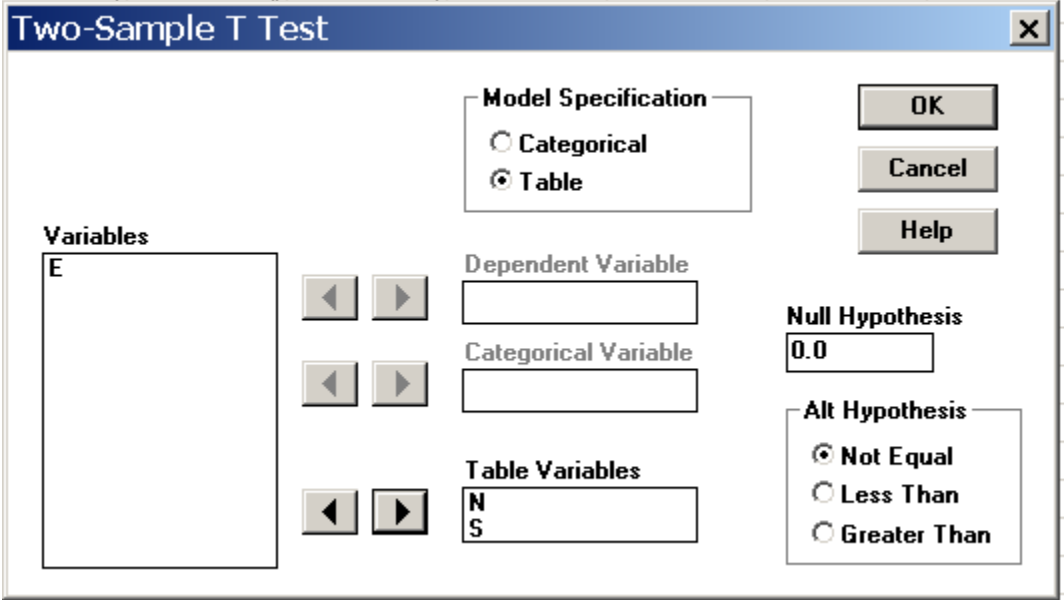 Two-Sample T Test
Model Specification
Categorical
Table
OK
Cancel
Help
Variables
E
Dependent Variable
Categorical Variable
Table Variables
N
S
Null Hypothesis
0.0
Alt Hypothesis
Not Equal
Less Than
Greater Than